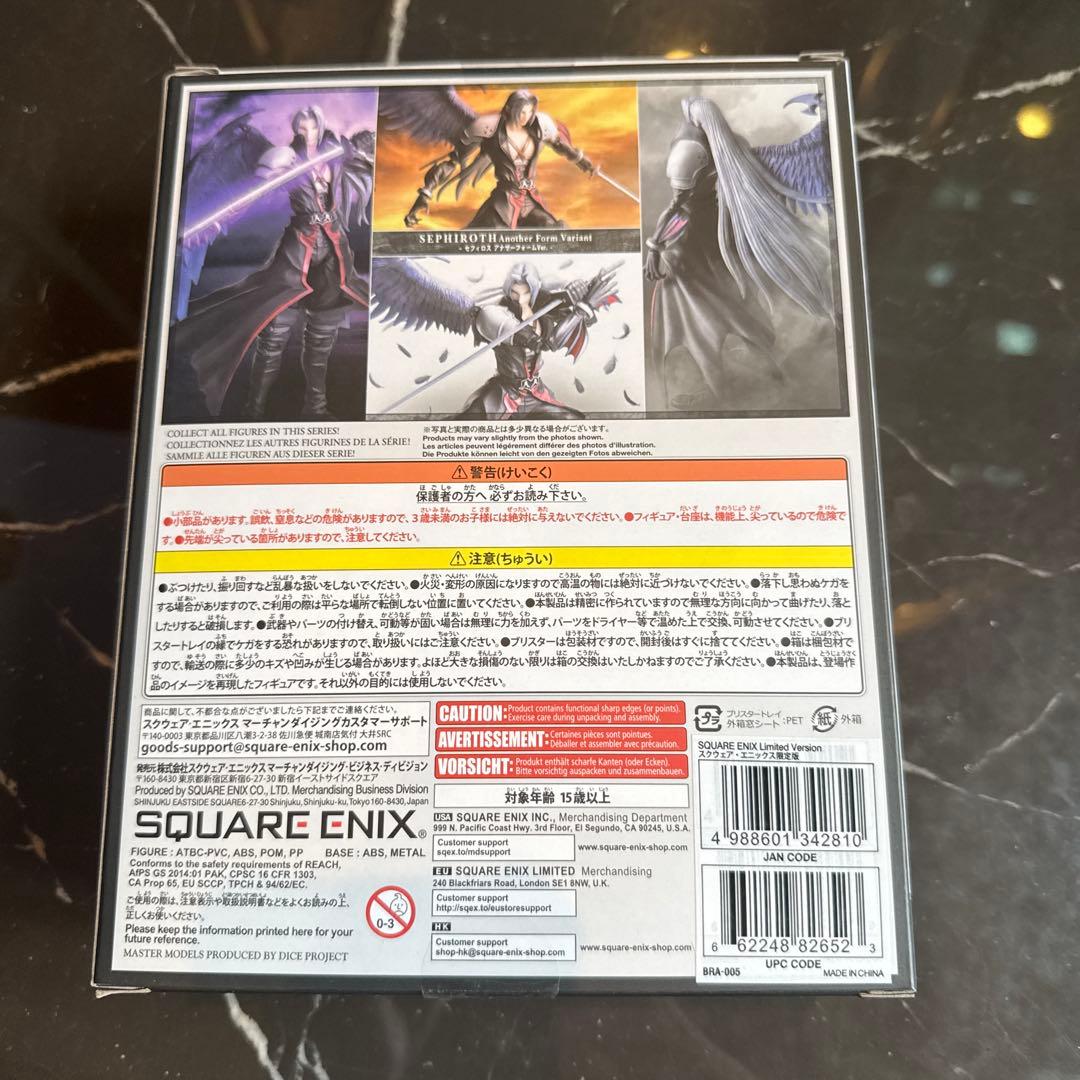 SEPHIROTH Another Form Variant
- セフィロス アナザーフォームVer. -
COLLECT ALL FIGURES IN THIS SERIES!
COLLECTIONNEZ LES AUTRES FIGURINES DE LA SÉRIE!
SAMMLE ALLE FIGUREN AUS DIESER SERIE!
※写真と実際の商品とは多少異なる場合がございます。
Products may vary slightly from the photos shown.
Les articles peuvent légèrement différer des photos d'illustration.
Die Produkte können leicht von den gezeigten Fotos abweichen.
⚠警告(けいこく)
保護者の方へ 必ずお読み下さい。
●小部品があります。誤飲、窒息などの危険がありますので、3歳未満のお子様には絶対に与えないでください。●フィギュア・台座は、機能上、尖っているので危険で
す。●先端が尖っている箇所がありますので、注意してください。
⚠注意(ちゅうい)
●ぶつけたり、振り回すなど乱暴な扱いをしないでください。●火災・変形の原因になりますので高温の物には絶対に近づけないでください。●落下し思わぬケガを
する場合がありますので、ご利用の際は平らな場所で転倒しない位置に置いてください。●本製品は精密に作られていますので無理な方向に向かって曲げたり、落と
したりすると破損します。●武器やパーツの付け替え、可動等が固い場合は無理に力を加えず、パーツをドライヤー等で温めた上で交換、可動させてください。●ブリ
スタートレイの縁でケガをする恐れがありますので、取り扱いにはご注意ください。●ブリスターは包装材ですので、開封後はすぐに捨ててください。●箱は梱包材で
すので、輸送の際に多少のキズや凹みが生じる場合があります。よほど大きな損傷のない限りは箱の交換はいたしかねますのでご了承ください。●本製品は、登場作
品のイメージを再現したフィギュアです。それ以外の目的には使用しないでください。
商品に関して、不都合な点がございましたら下記までご連絡ください。
スクウェア・エニックス マーチャンダイジングカスタマーサポート
〒140-0003 東京都品川区八潮3-2-38 佐川急便 城南店気付 大井SRC
goods-support@square-enix-shop.com
発売元:株式会社スクウェア・エニックス マーチャンダイジング・ビジネス・ディビジョン
〒160-8430 東京都新宿区新宿6-27-30 新宿イーストサイドスクエア
Produced by SQUARE ENIX CO., LTD. Merchandising Business Division
SHINJUKU EASTSIDE SQUARE6-27-30 Shinjuku, Shinjuku-ku, Tokyo 160-8430, Japan
SQUARE ENIX®
FIGURE : ATBC-PVC, ABS, POM, PP BASE : ABS, METAL
Conforms to the safety requirements of REACH,
AfPS GS 2014:01 PAK, CPSC 16 CFR 1303,
CA Prop 65, EU SCCP, TPCH & 94/62/EC.
ご使用の際は、注意表示や取扱説明書などをよくお読みの上、
正しくお使いください。
Please keep the information printed here for your
future reference.
MASTER MODELS PRODUCED BY DICE PROJECT
0-3
CAUTION • Product contains functional sharp edges (or points).
• Exercise care during unpacking and assembly.
AVERTISSEMENT • Certaines pièces sont pointues.
• Déballer et assembler avec précaution.
VORSICHT • Produkt enthält scharfe Kanten (oder Ecken).
• Bitte vorsichtig auspacken und zusammenbauen.
対象年齢 15歳以上
USA SQUARE ENIX INC., Merchandising Department
999 N. Pacific Coast Hwy. 3rd Floor, El Segundo, CA 90245, U.S.A.
Customer support
sqex.to/mdsupport
www.square-enix-shop.com
EU SQUARE ENIX LIMITED Merchandising
240 Blackfriars Road, London SE1 8NW, U.K.
Customer support
http://sqex.to/eustoresupport
HK
Customer support
shop-hk@square-enix-shop.com
www.square-enix-shop.com
プラ
ブリスタートレイ
外箱窓シート:PET
紙
外箱
SQUARE ENIX Limited Version
スクウェア・エニックス限定版
4 988601 342810
JAN CODE
6 62248 82652 3
UPC CODE
BRA-005
MADE IN CHINA